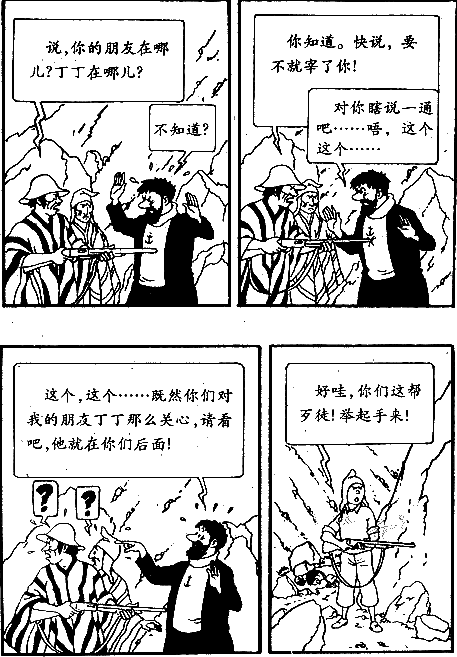 说,你的朋友在哪
儿?丁丁在哪儿?
不知道?
你知道。快说,要
不就宰了你!
对你瞎说一通
吧……唔,这个
这个……
这个,这个……既然你们对
我的朋友丁丁那么关心,请看
吧,他就在你们后面!
?
?
好哇,你们这帮
歹徒!举起手来!